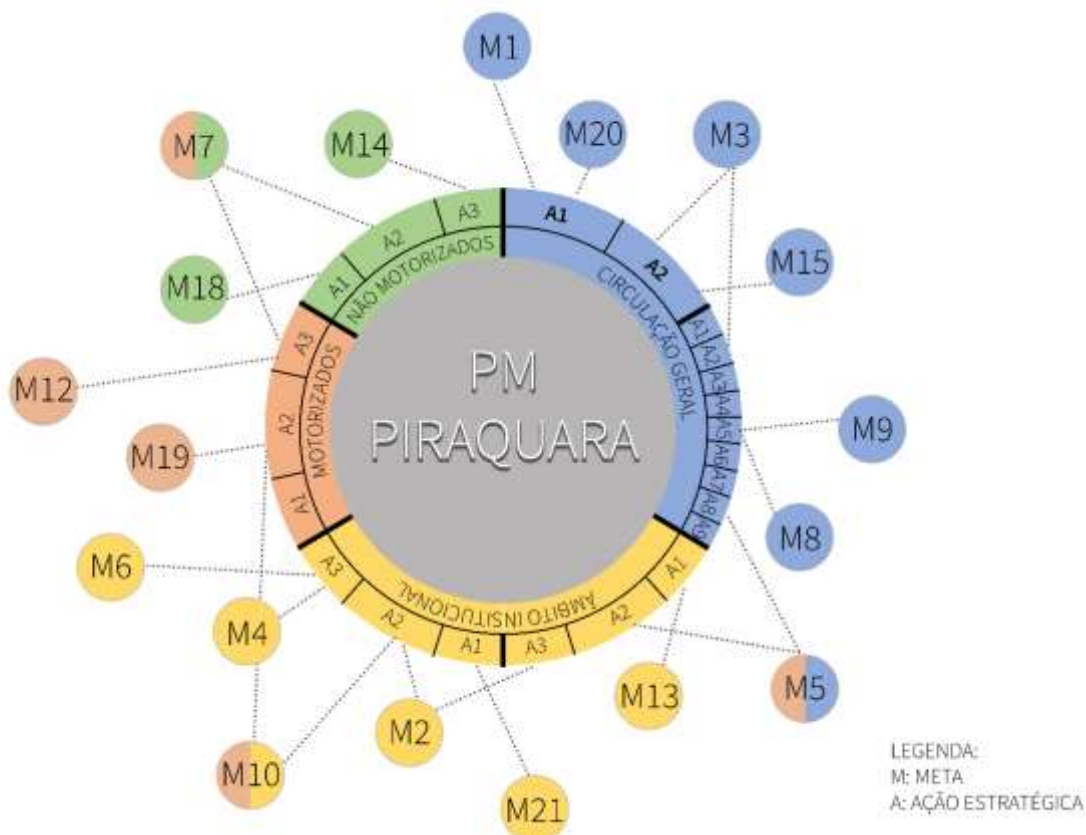 M1
M20
M3
M7
M14
A3
A1
A2
A2
NÃO MOTORIZADOS
M15
M18
A1
CIRCULAÇÃO GERAL
A1
A2
A3
A4
A5
A6
A7
A8
A9
A3
MOTORIZADOS
A2
A1
M12
M19
PM
PIRAQUARA
M9
M8
M6
M4
A3
A2
A1
A3
A2
A1
ÂMBITO INSITUCIONAL
M13
M5
M2
M10
M21
LEGENDA:
M: META
A: AÇÃO ESTRATÉGICA